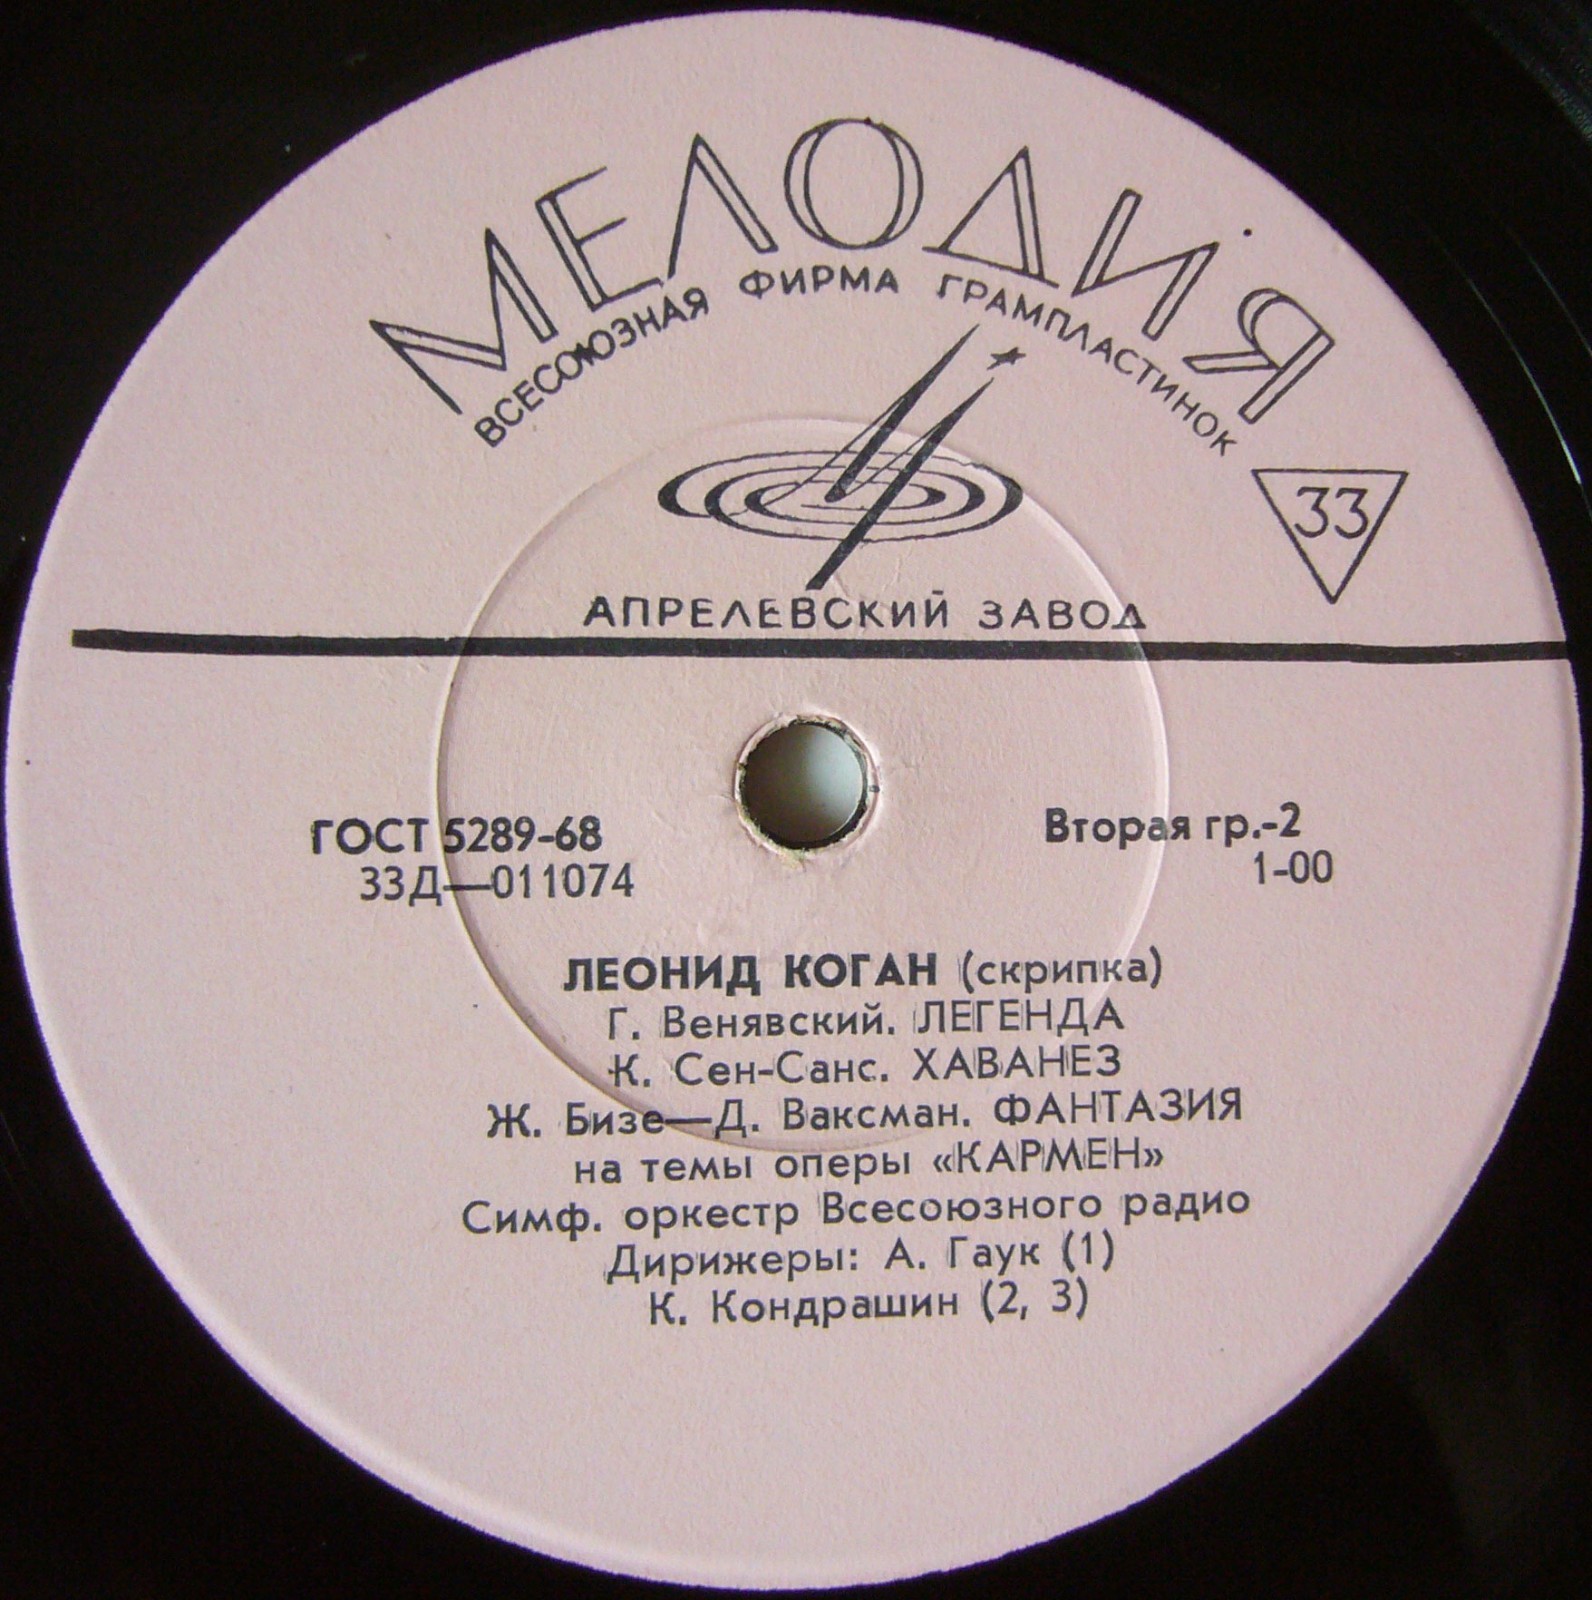 МЕЛОДИЯ
ВСЕСОЮЗНАЯ ФИРМА ГРАМПЛАСТИНОК
33
АПРЕЛЕВСКИЙ ЗАВОД
ГОСТ 5289-68
33Д—011074
Вторая гр.-2
1-00
ЛЕОНИД КОГАН (скрипка)
Г. Венявский. ЛЕГЕНДА
К. Сен-Санс. ХАВАНЕЗ
Ж. Бизе—Д. Ваксман. ФАНТАЗИЯ
на темы оперы «КАРМЕН»
Симф. оркестр Всесоюзного радио
Дирижеры: А. Гаук (1)
К. Кондрашин (2, 3)